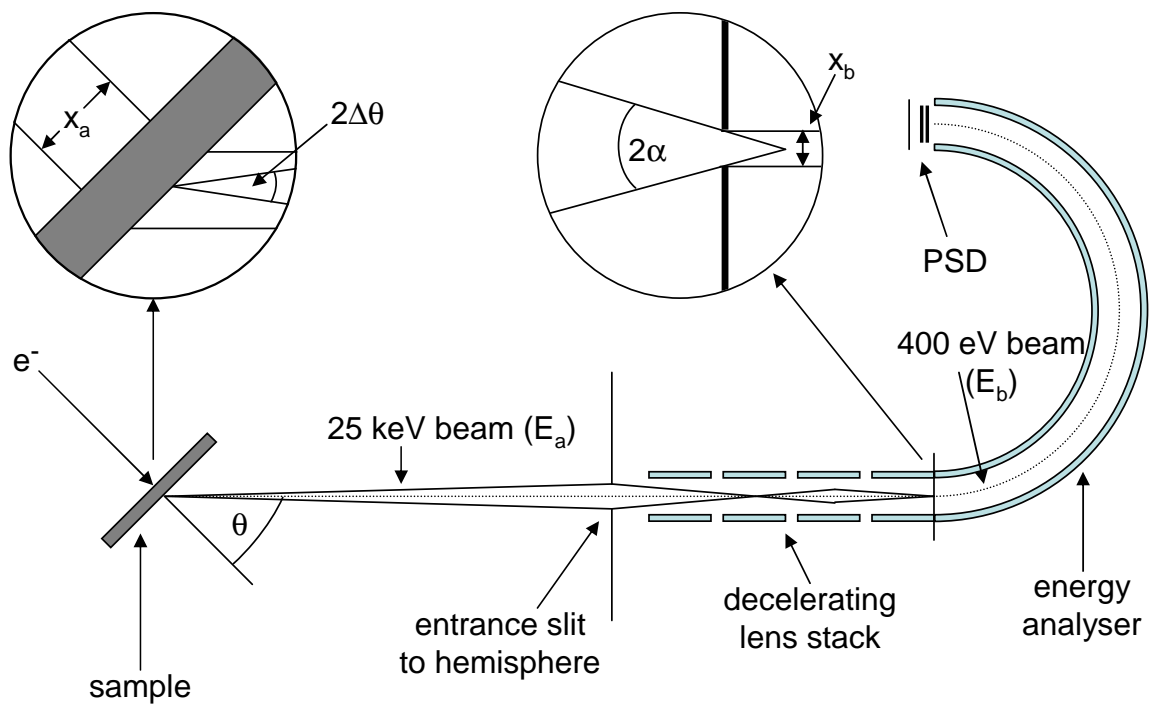 x_a
2Δθ
2α
x_b
PSD
e⁻
25 keV beam (E_a)
400 eV beam
(E_b)
θ
entrance slit
to hemisphere
decelerating
lens stack
energy
analyser
sample